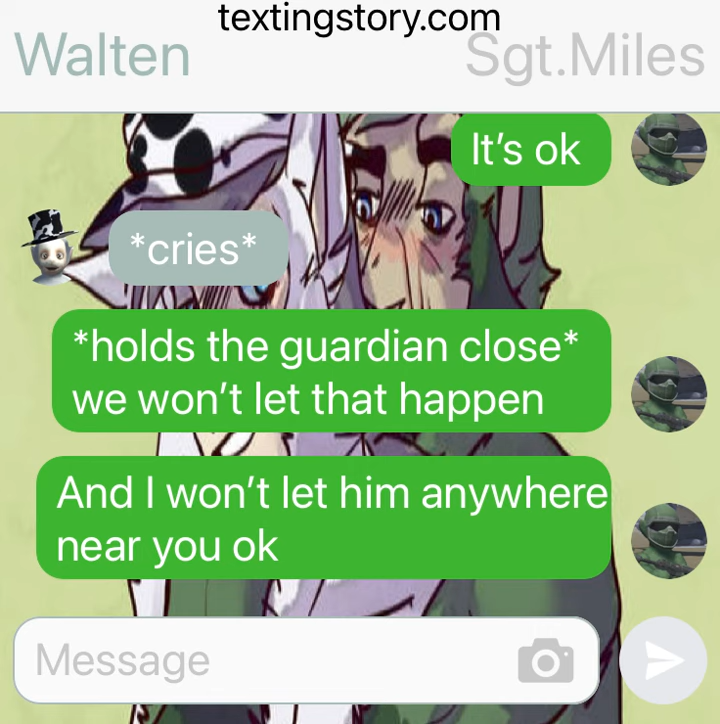 textingstory.com
Walten Sgt.Miles
It’s ok
*cries*
*holds the guardian close*
we won’t let that happen
And I won’t let him anywhere
near you ok
Message